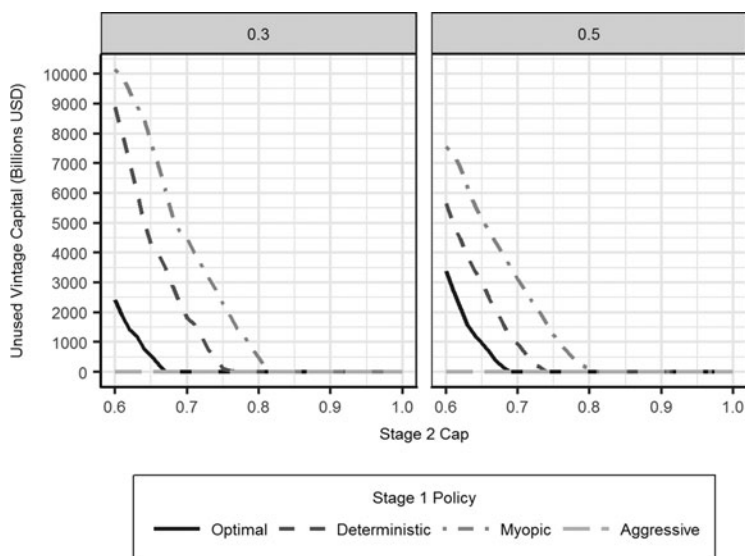 0.3
0.5
Unused Vintage Capital (Billions USD)
10000
9000
8000
7000
6000
5000
4000
3000
2000
1000
0
0.6 0.7 0.8 0.9 1.0
0.6 0.7 0.8 0.9 1.0
Stage 2 Cap
Stage 1 Policy
Optimal Deterministic Myopic Aggressive